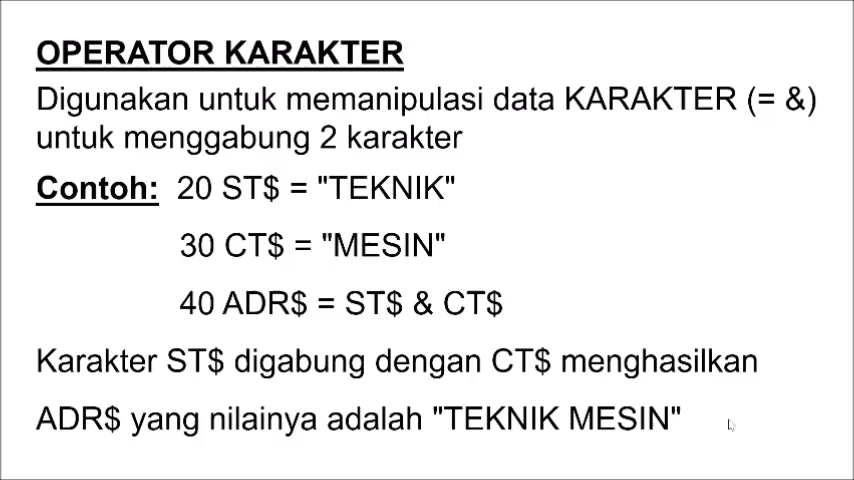 OPERATOR KARAKTER
Digunakan untuk memanipulasi data KARAKTER (= &)
untuk menggabung 2 karakter
Contoh: 20 ST$ = "TEKNIK"
30 CT$ = "MESIN"
40 ADR$ = ST$ & CT$
Karakter ST$ digabung dengan CT$ menghasilkan
ADR$ yang nilainya adalah "TEKNIK MESIN"